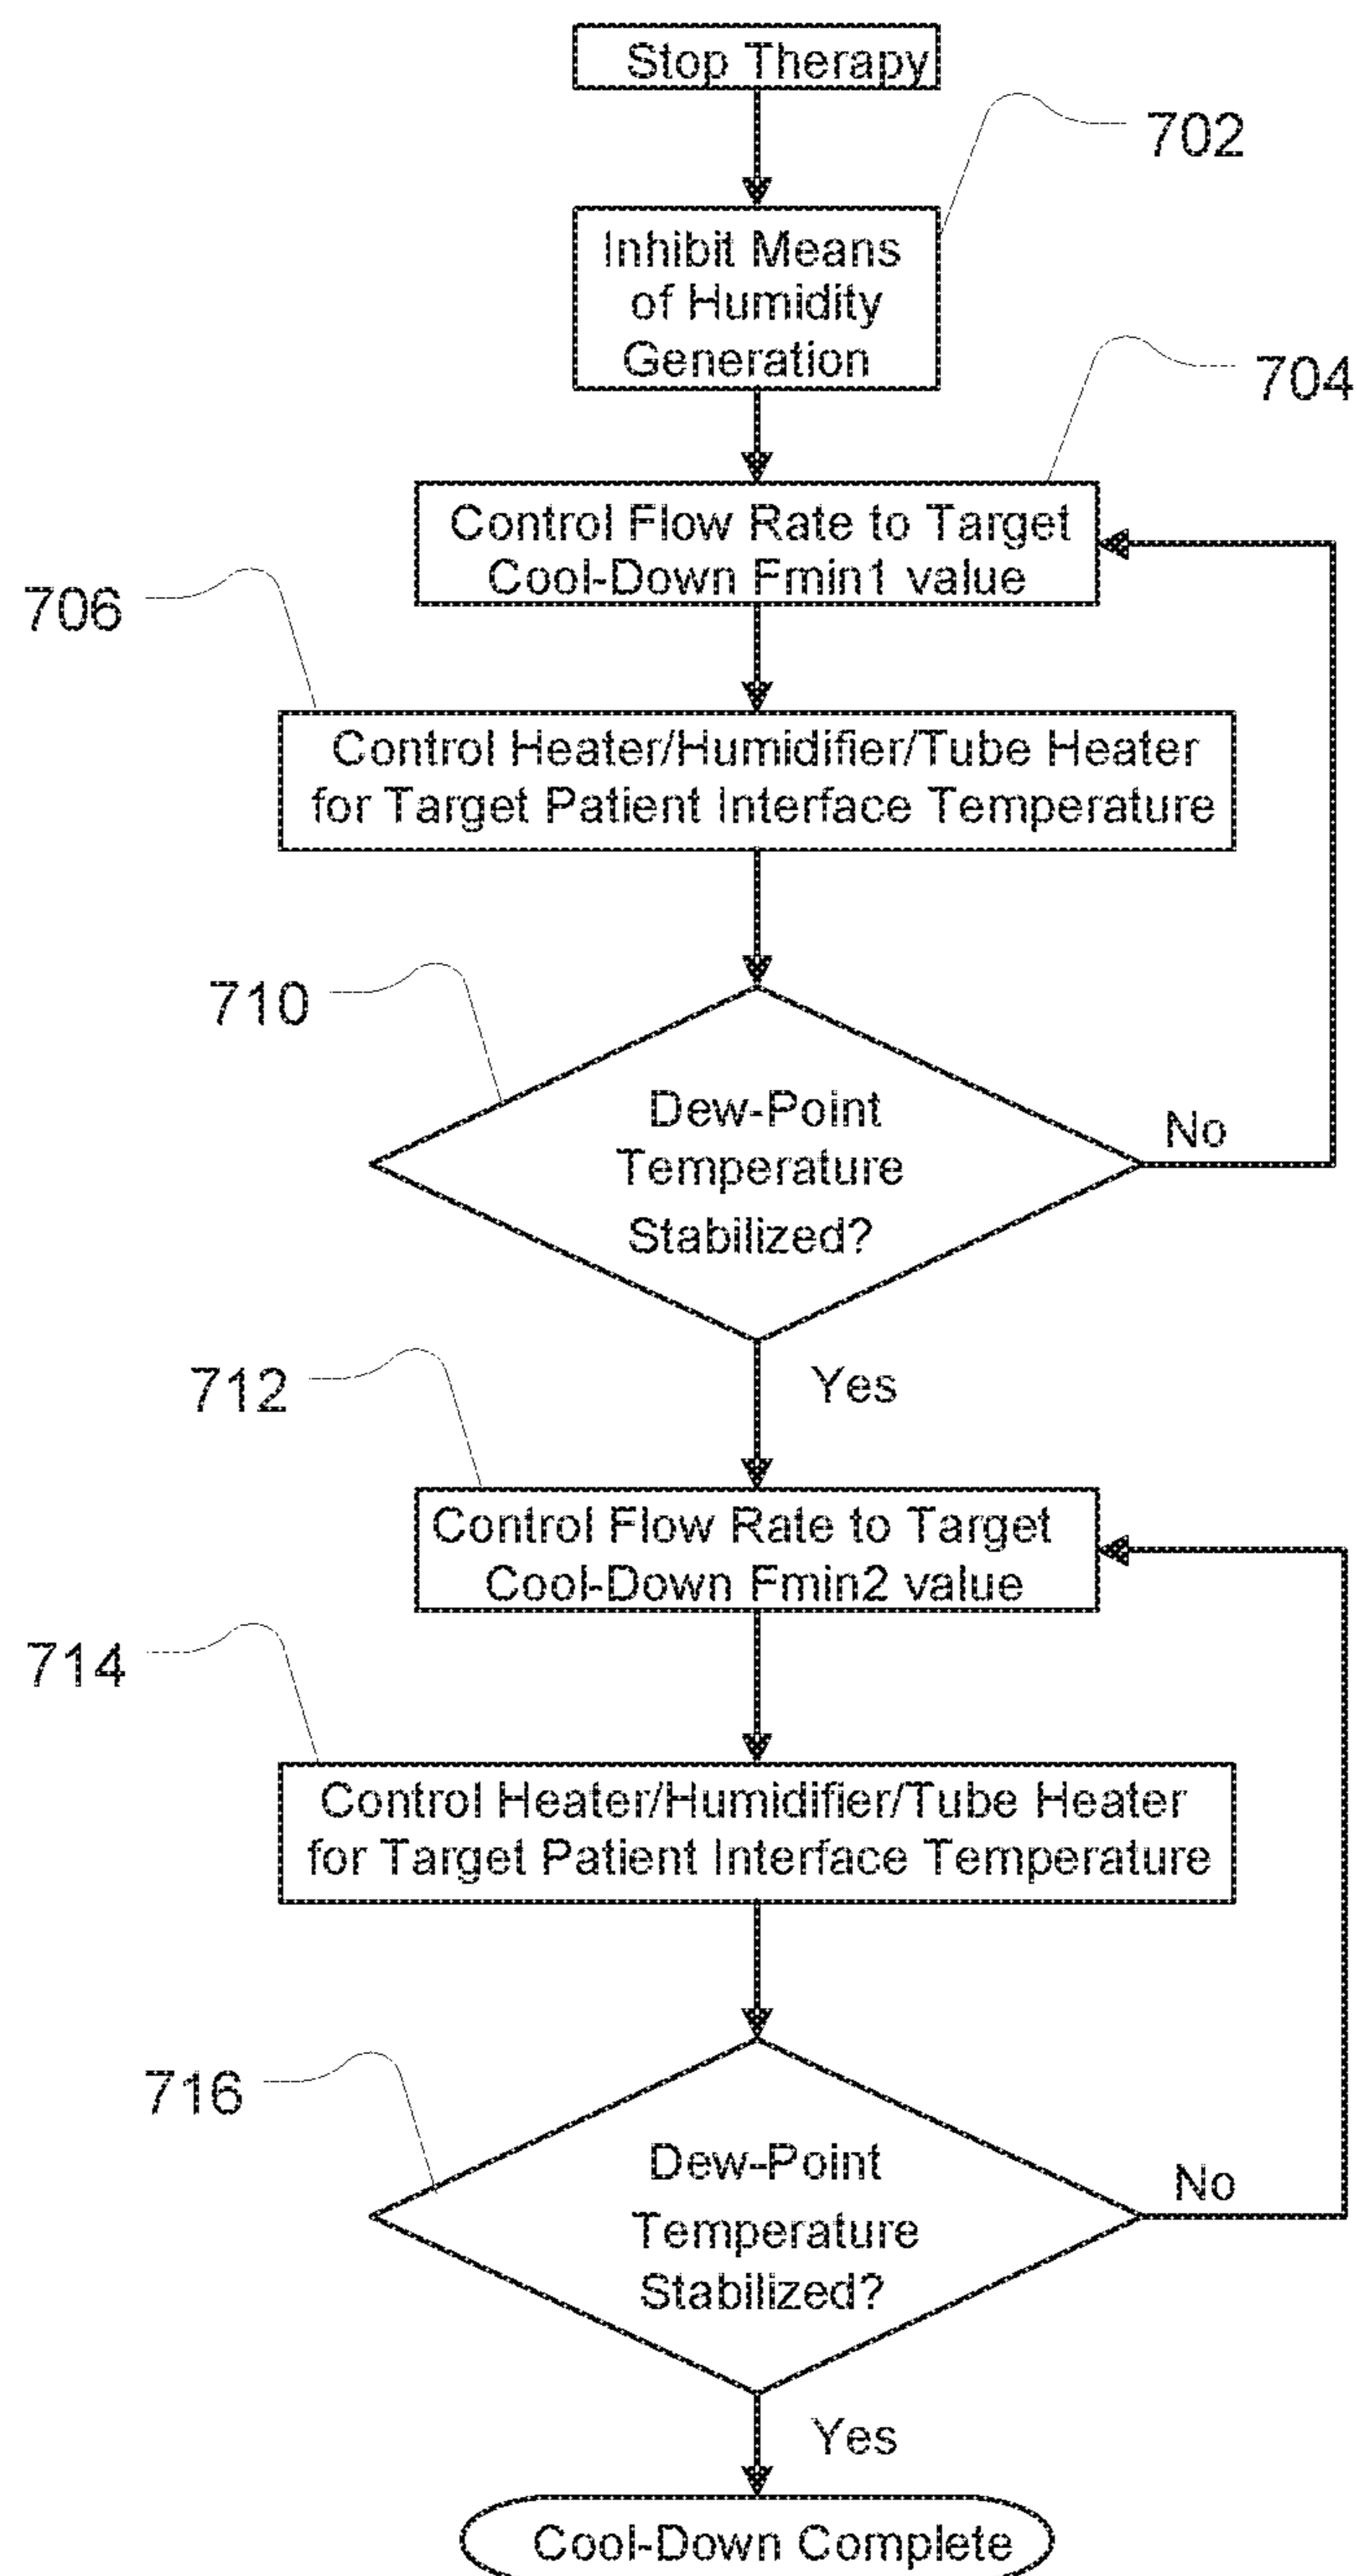 Stop Therapy
702
Inhibit Means
of Humidity
Generation
704
Control Flow Rate to Target
Cool-Down Fmin1 value
706
Control Heater/Humidifier/Tube Heater
for Target Patient Interface Temperature
710
Dew-Point
Temperature
Stabilized?
No
Yes
712
Control Flow Rate to Target
Cool-Down Fmin2 value
714
Control Heater/Humidifier/Tube Heater
for Target Patient Interface Temperature
716
Dew-Point
Temperature
Stabilized?
No
Yes
Cool-Down Complete